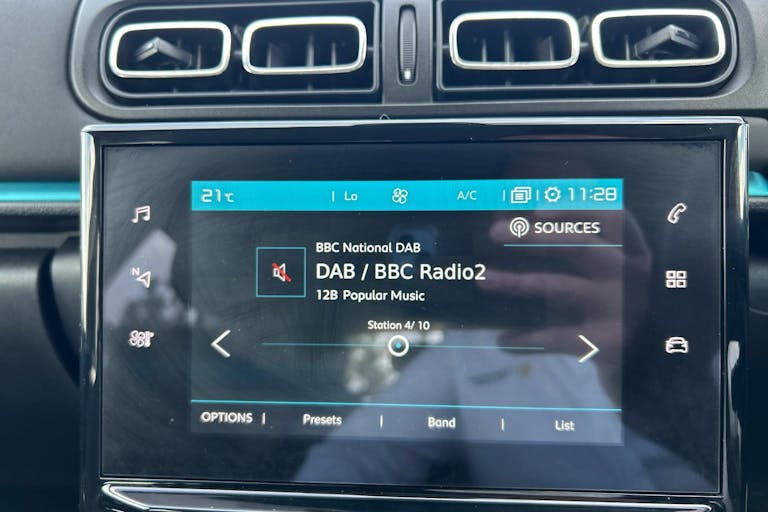 21°C | Lo A/C | | 11:28
SOURCES
BBC National DAB
DAB / BBC Radio2
12B Popular Music
Station 4/ 10
N
OPTIONS | Presets | Band | List